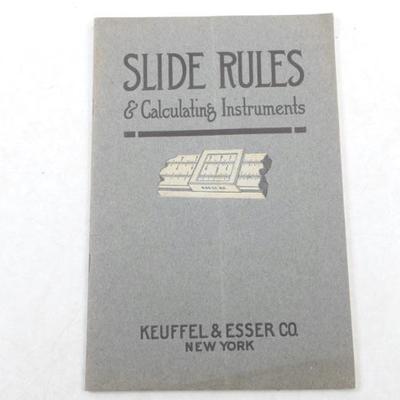 SLIDE RULES
& Calculating Instruments
KEUFFEL & ESSER CO.
NEW YORK